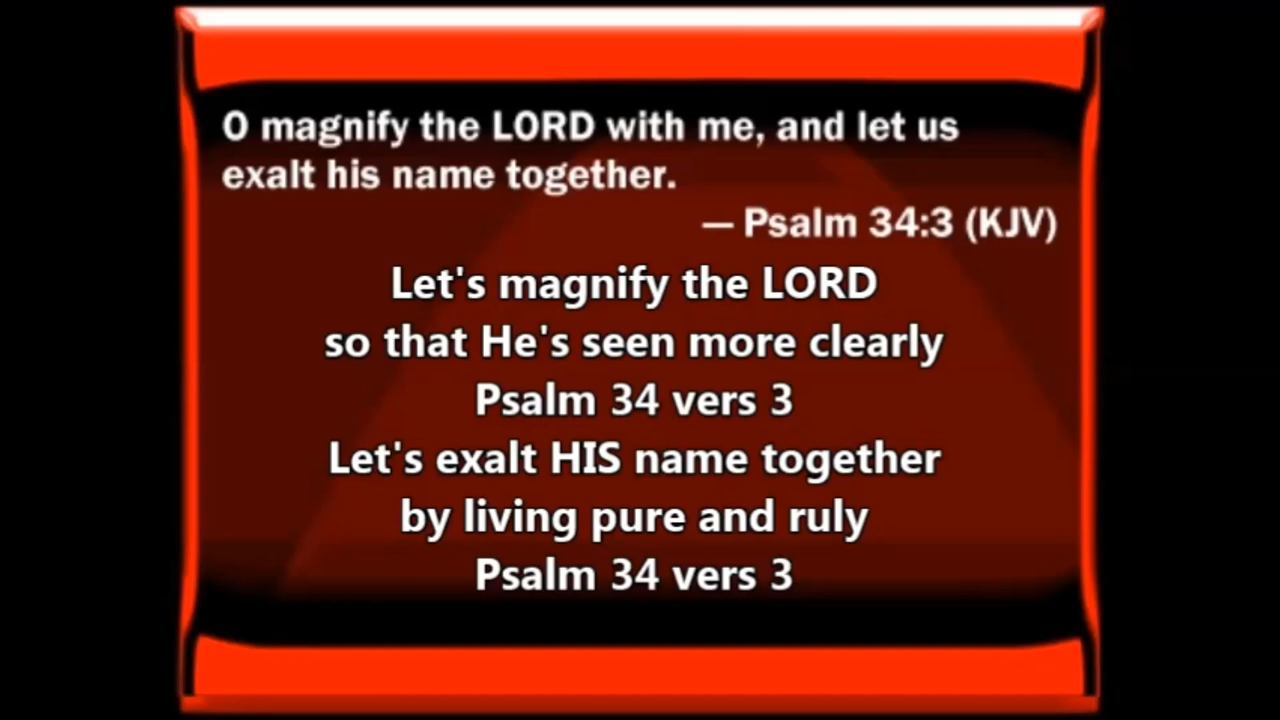 O magnify the LORD with me, and let us
exalt his name together.
— Psalm 34:3 (KJV)
Let's magnify the LORD
so that He's seen more clearly
Psalm 34 vers 3
Let's exalt HIS name together
by living pure and ruly
Psalm 34 vers 3